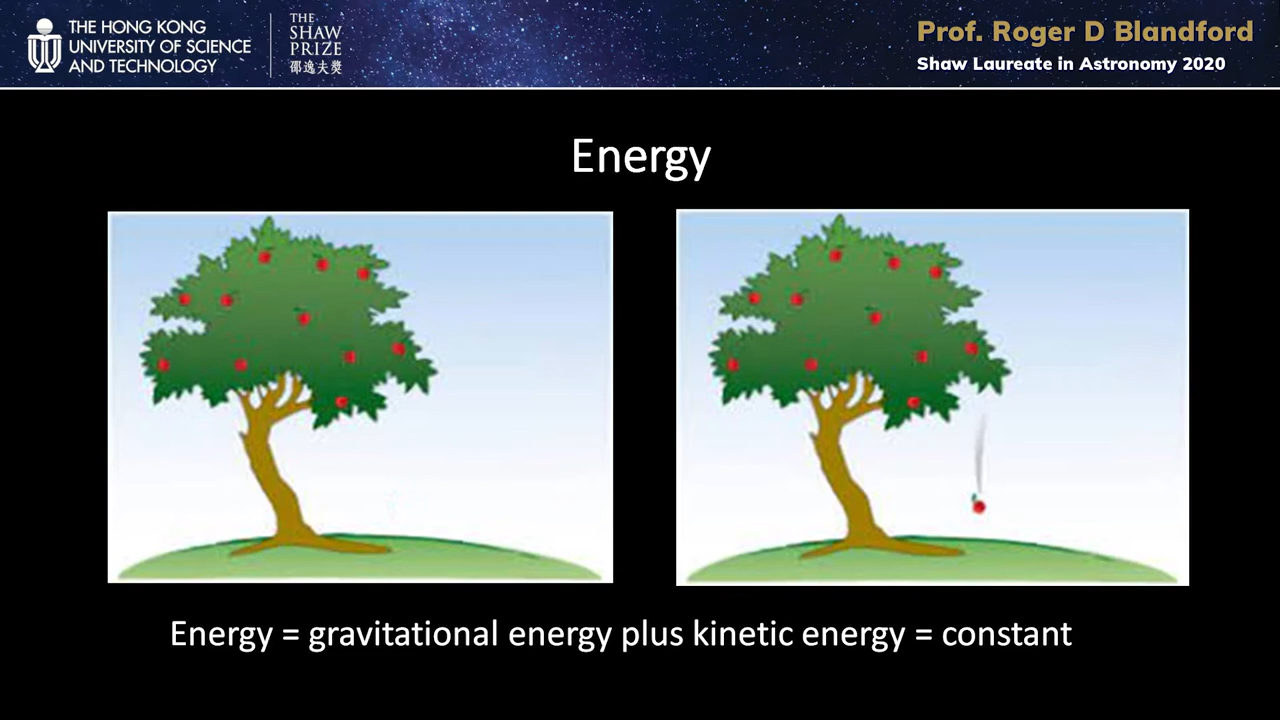 THE HONG KONG
UNIVERSITY OF SCIENCE
AND TECHNOLOGY
THE
SHAW
PRIZE
邵逸夫獎
Prof. Roger D Blandford
Shaw Laureate in Astronomy 2020
Energy
Energy = gravitational energy plus kinetic energy = constant